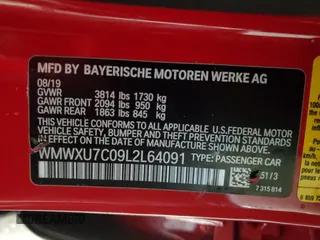 MFD BY BAYERISCHE MOTOREN WERKE AG
08/19
GVWR 3814 lbs 1730 kg
GAWR FRONT 2094 lbs 950 kg
GAWR REAR 1863 lbs 845 kg
THIS VEHICLE CONFORMS TO ALL APPLICABLE
U.S.FEDERAL MOTOR VEHICLE SAFETY, BUMPER
AND THEFT PREVENTION STANDARDS IN EFFECT
ON THE DATE OF MANUFACTURE SHOWN ABOVE.
WMWXU7C09L2L64091 TYPE: PASSENGER CAR
51/3
7 315 814